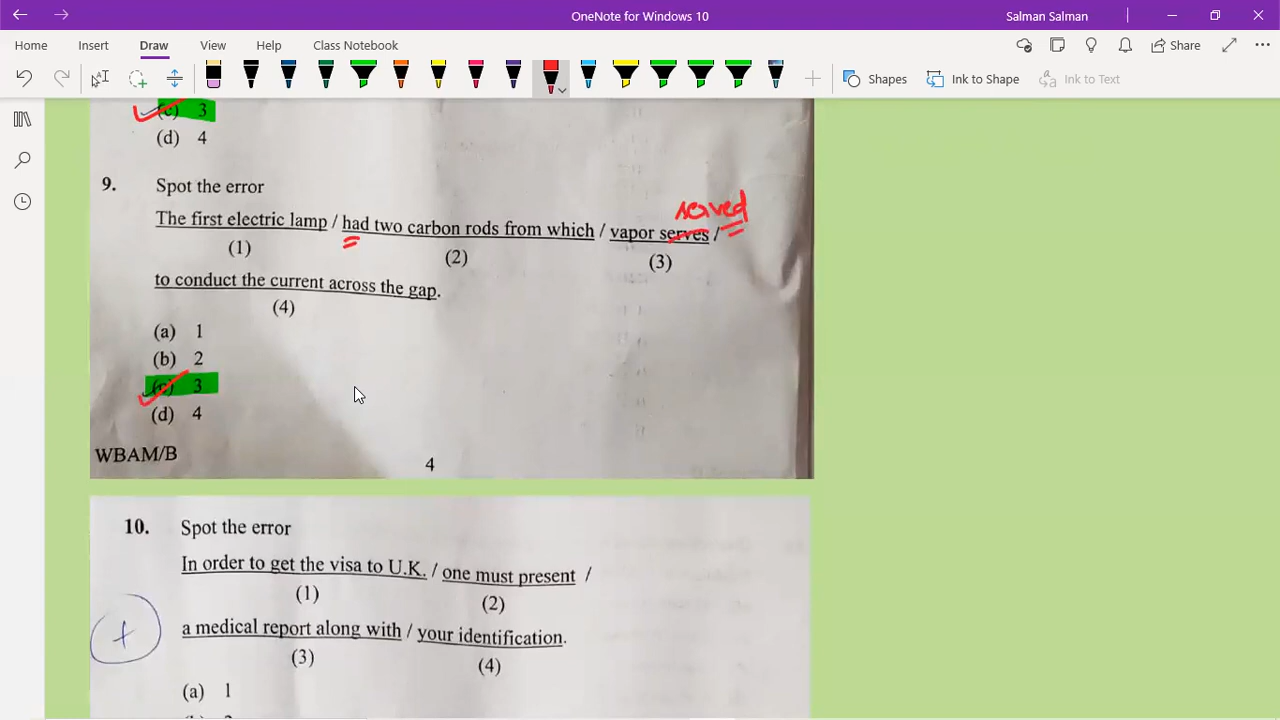 OneNote for Windows 10
Salman Salman
Home Insert Draw View Help Class Notebook
Share
Shapes
Ink to Shape
Ink to Text
(c) 3
(d) 4
9. Spot the error
served
The first electric lamp / had two carbon rods from which / vapor serves /
(1) (2) (3)
to conduct the current across the gap.
(4)
(a) 1
(b) 2
(c) 3
(d) 4
WBAM/B
4
10. Spot the error
In order to get the visa to U.K. / one must present /
(1) (2)
a medical report along with / your identification.
(3) (4)
(a) 1